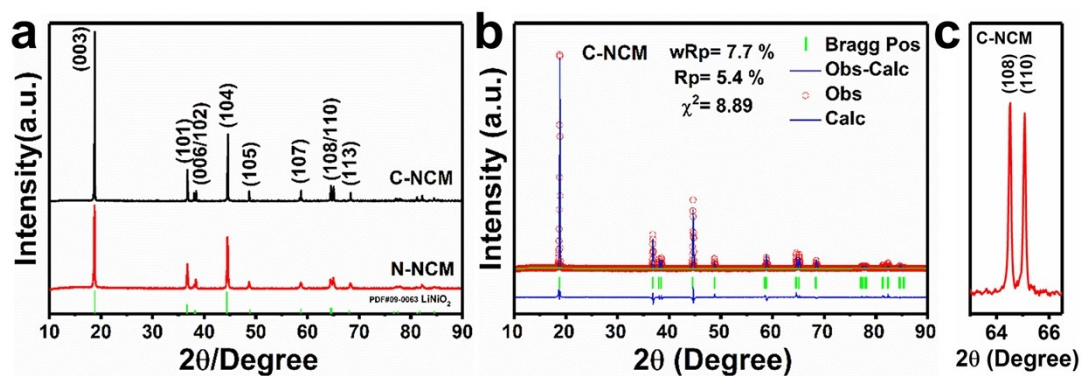 a
Intensity(a.u.)
(003)
(101)
(006/102)
(104)
(105)
(107)
(108/110)
(113)
C-NCM
N-NCM
PDF#09-0063 LiNiO₂
10 20 30 40 50 60 70 80 90
2θ/Degree
b
Intensity (a.u.)
C-NCM
wRp= 7.7 %
Rp= 5.4 %
χ²= 8.89
Bragg Pos
Obs-Calc
Obs
Calc
10 20 30 40 50 60 70 80 90
2θ (Degree)
c
C-NCM
(108)
(110)
64 66
2θ (Degree)